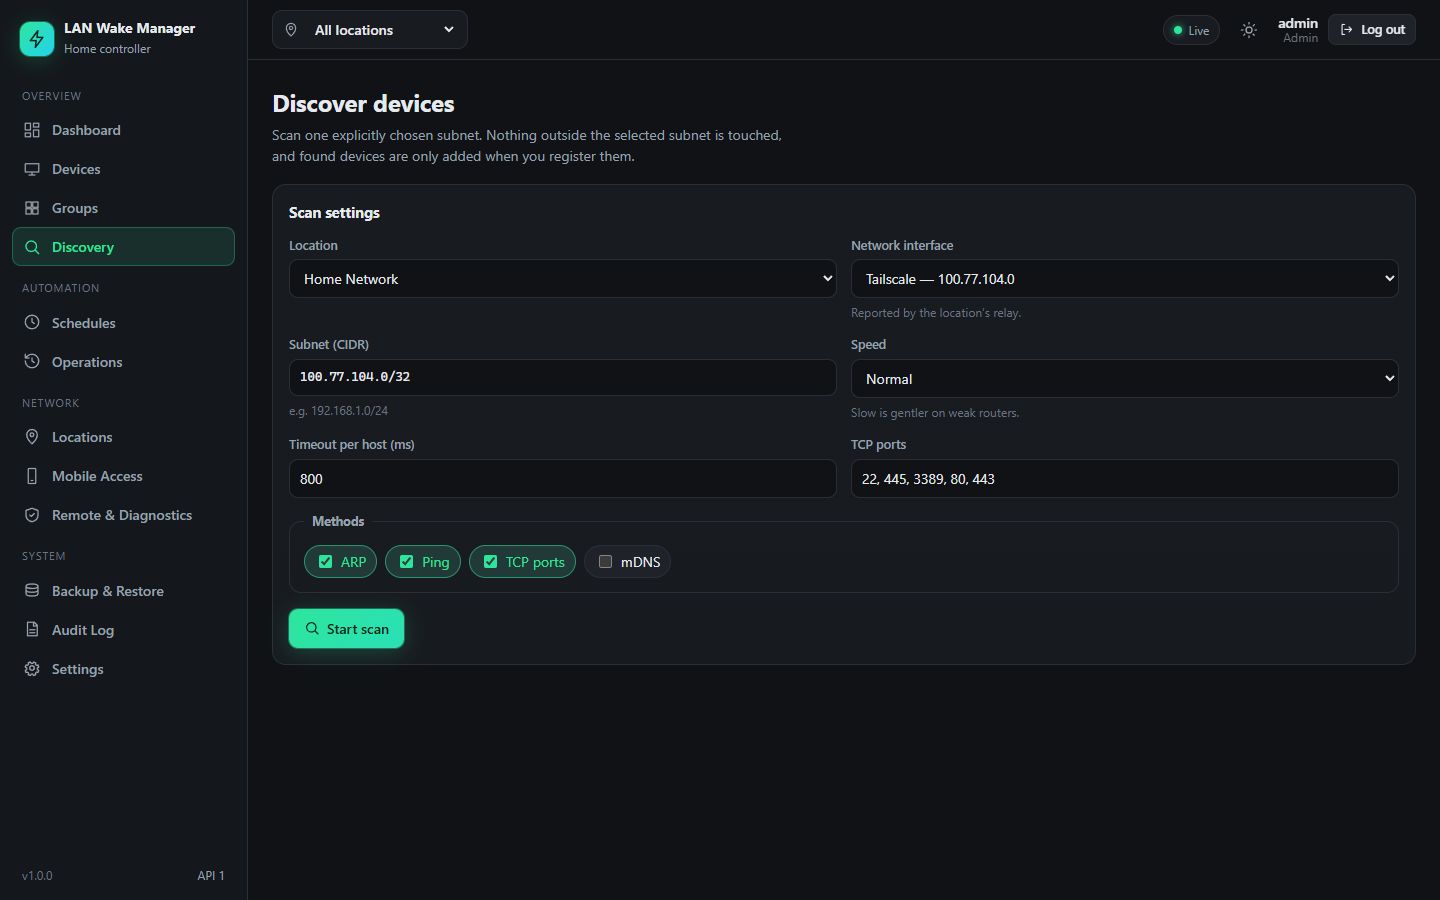 LAN Wake Manager
Home controller
OVERVIEW
Dashboard
Devices
Groups
Discovery
AUTOMATION
Schedules
Operations
NETWORK
Locations
Mobile Access
Remote & Diagnostics
SYSTEM
Backup & Restore
Audit Log
Settings
v1.0.0 API 1
All locations
Live
admin
Admin
Log out
Discover devices
Scan one explicitly chosen subnet. Nothing outside the selected subnet is touched,
and found devices are only added when you register them.
Scan settings
Location
Home Network
Network interface
Tailscale — 100.77.104.0
Reported by the location's relay.
Subnet (CIDR)
100.77.104.0/32
e.g. 192.168.1.0/24
Speed
Normal
Slow is gentler on weak routers.
Timeout per host (ms)
800
TCP ports
22, 445, 3389, 80, 443
Methods
ARP Ping TCP ports mDNS
Start scan